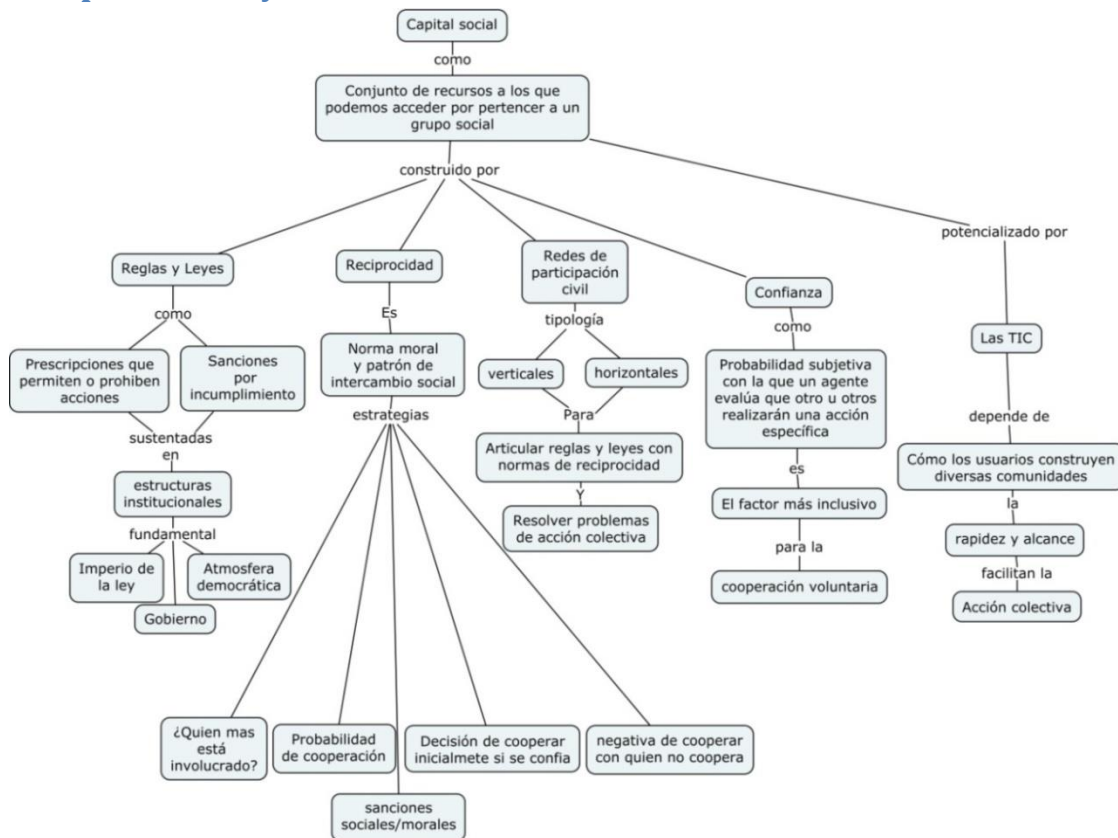 Capital social
como
Conjunto de recursos a los que
podemos acceder por pertencer a un
grupo social
construido por
potencializado por
Reglas y Leyes
como
Prescripciones que
permiten o prohiben
acciones
Sanciones
por
incumplimiento
sustentadas
en
estructuras
institucionales
fundamental
Imperio de
la ley
Atmosfera
democrática
Gobierno
Reciprocidad
Es
Norma moral
y patrón de
intercambio social
estrategias
¿Quien mas
está
involucrado?
Probabilidad
de cooperación
sanciones
sociales/morales
Decisión de cooperar
inicialmete si se confia
negativa de cooperar
con quien no coopera
Redes de
participación
civil
tipología
verticales
horizontales
Para
Articular reglas y leyes con
normas de reciprocidad
Y
Resolver problemas
de acción colectiva
Confianza
como
Probabilidad subjetiva
con la que un agente
evalúa que otro u otros
realizarán una acción
específica
es
El factor más inclusivo
para la
cooperación voluntaria
Las TIC
depende de
Cómo los usuarios construyen
diversas comunidades
la
rapidez y alcance
facilitan la
Acción colectiva